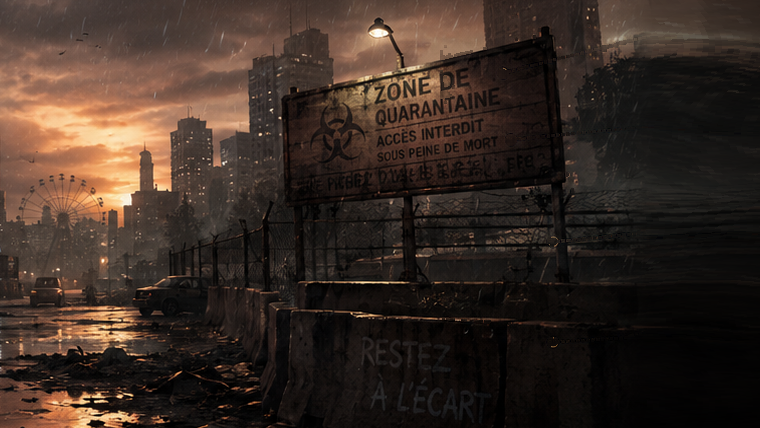 ZONE DE
QUARANTAINE
ACCÈS INTERDIT
SOUS PEINE DE MORT
RESTEZ
À L'ÉCART